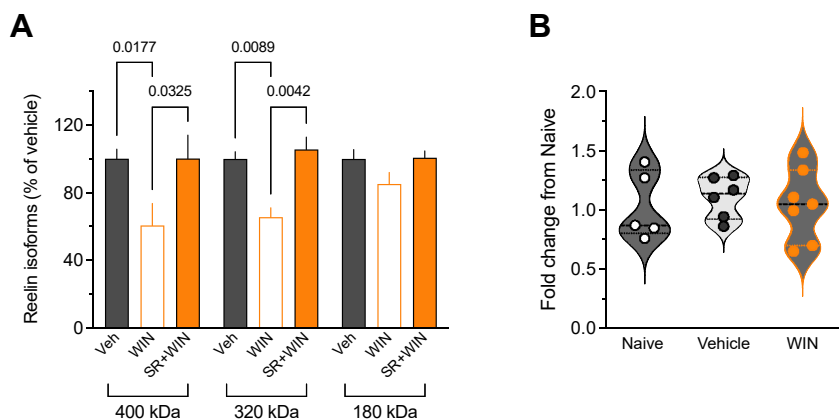 A
0.0177
0.0089
0.0325
0.0042
Reelin isoforms (% of vehicle)
120
80
40
0
Veh
WIN
SR+WIN
Veh
WIN
SR+WIN
Veh
WIN
SR+WIN
400 kDa
320 kDa
180 kDa
B
Fold change from Naive
2.0
1.5
1.0
0.5
0.0
Naive
Vehicle
WIN